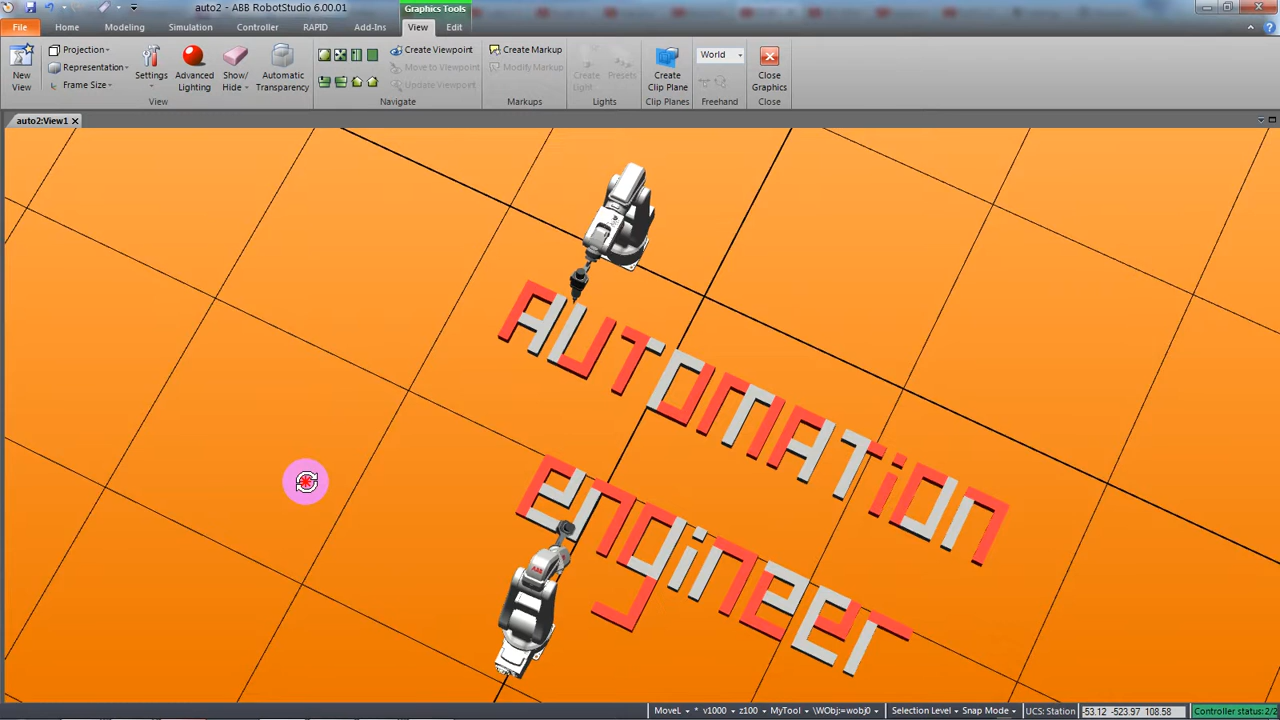 auto2 - ABB RobotStudio 6.00.01
Graphics Tools
File Home Modeling Simulation Controller RAPID Add-Ins View Edit
New View
Projection
Representation
Frame Size
Settings
Advanced Lighting
Show/ Hide
Automatic Transparency
View
Create Viewpoint
Move to Viewpoint
Update Viewpoint
Navigate
Create Markup
Modify Markup
Markups
Create Light
Presets
Lights
Create Clip Plane
Clip Planes
World
Freehand
Close Graphics
Close
auto2:View1
AUTOMATiOn
engineer
ABB
MoveL * v1000 z100 MyTool \WObj:=wobj0 Selection Level Snap Mode UCS: Station -53.12 -523.97 108.58 Controller status: 2/2